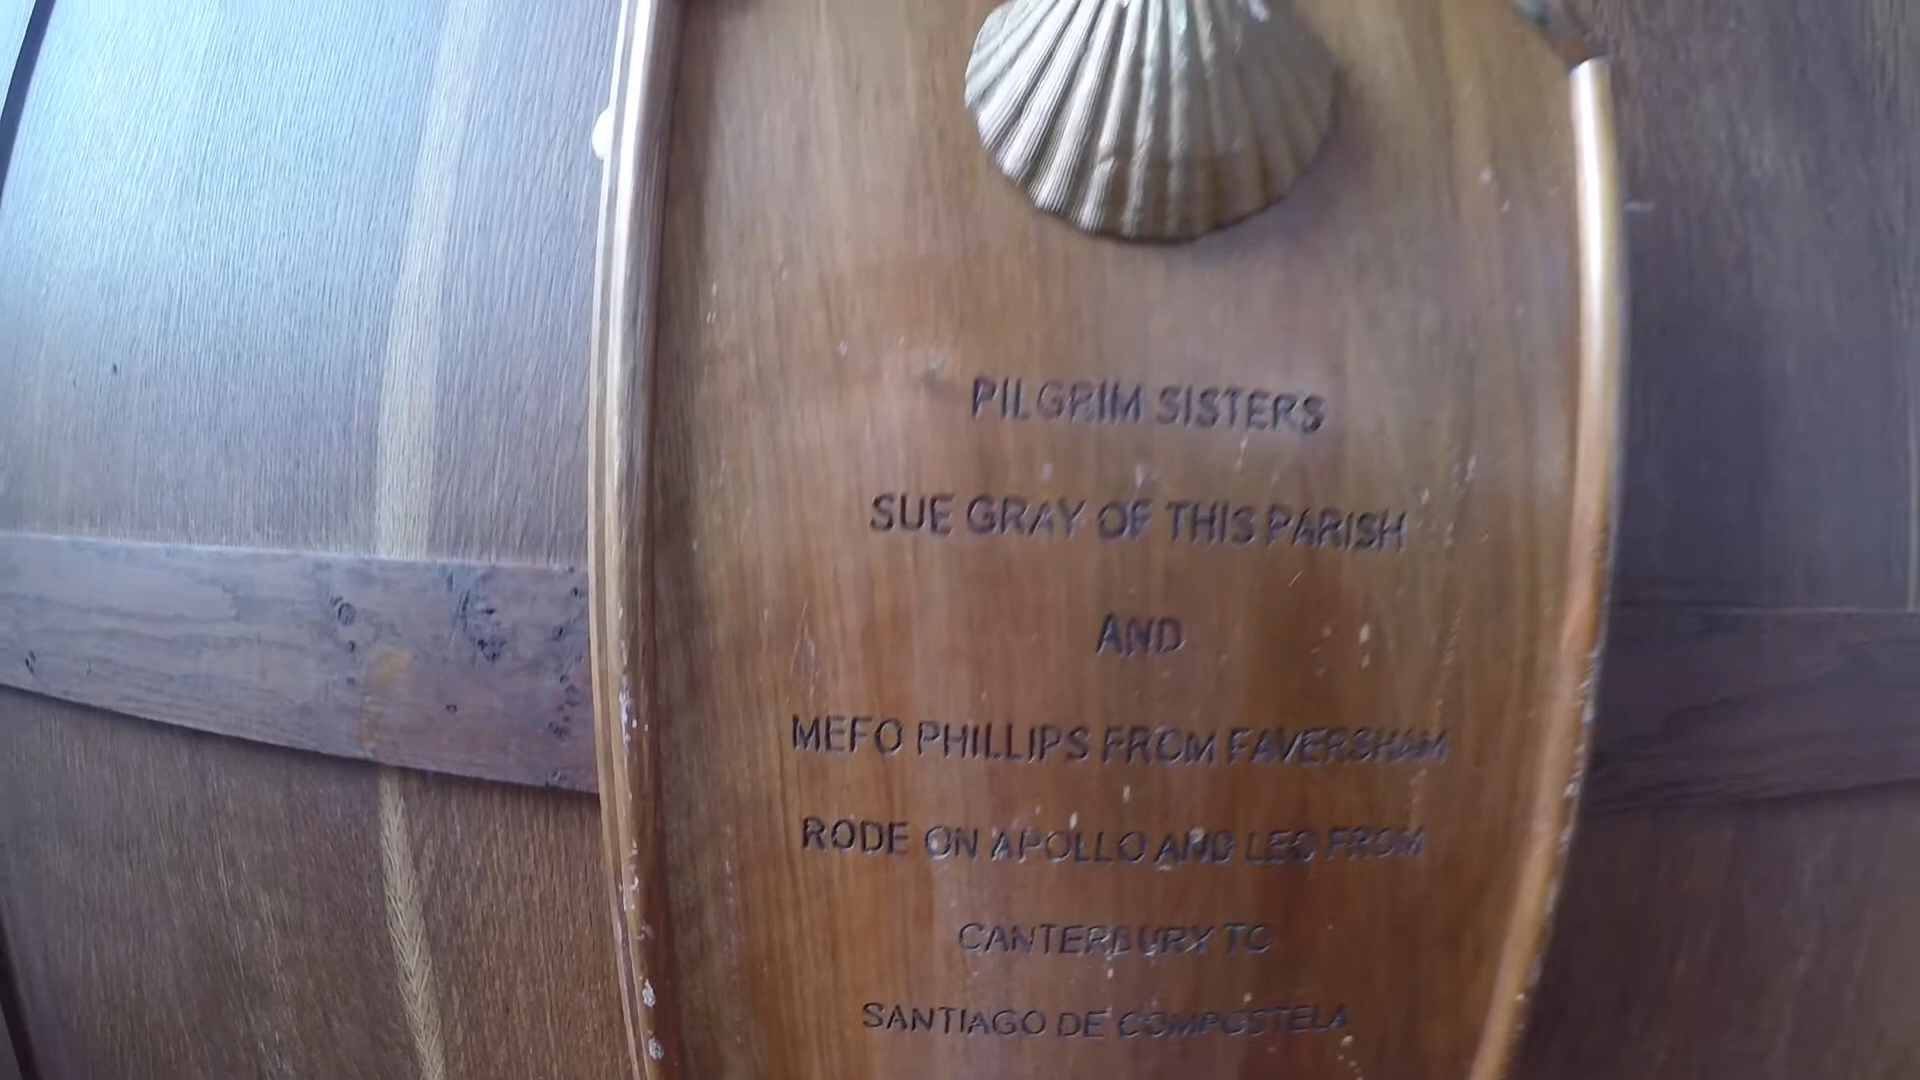 PILGRIM SISTERS
SUE GRAY OF THIS PARISH
AND
MEFO PHILLIPS FROM FAVERSHAM
RODE ON APOLLO AND LEO FROM
CANTERBURY TO
SANTIAGO DE COMPOSTELA